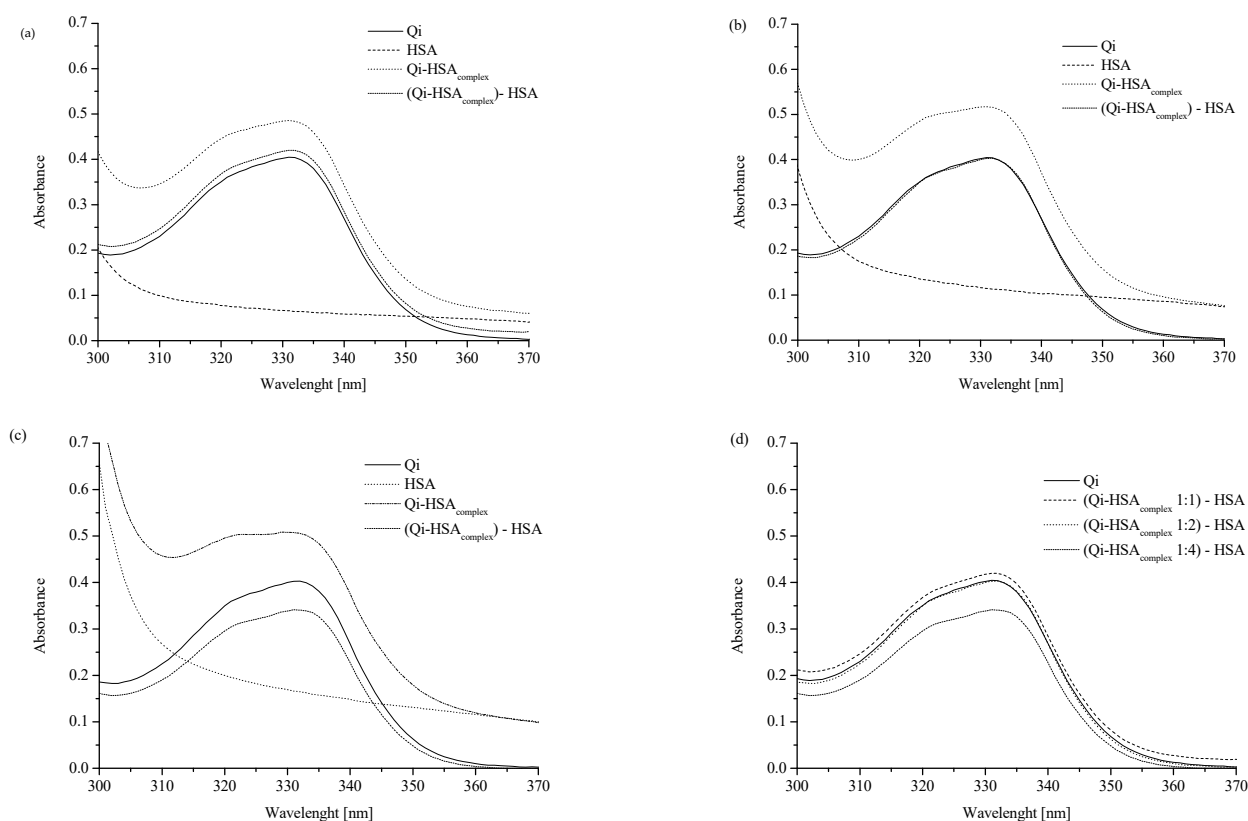 (a)
0.7
0.6
0.5
0.4
0.3
0.2
0.1
0.0
Absorbance
Qi
HSA
Qi-HSAcomplex
(Qi-HSAcomplex)- HSA
300 310 320 330 340 350 360 370
Wavelenght [nm]
(b)
0.7
0.6
0.5
0.4
0.3
0.2
0.1
0.0
Absorbance
Qi
HSA
Qi-HSAcomplex
(Qi-HSAcomplex) - HSA
300 310 320 330 340 350 360 370
Wavelenght [nm]
(c)
0.7
0.6
0.5
0.4
0.3
0.2
0.1
0.0
Absorbance
Qi
HSA
Qi-HSAcomplex
(Qi-HSAcomplex) - HSA
300 310 320 330 340 350 360 370
Wavelenght [nm]
(d)
0.7
0.6
0.5
0.4
0.3
0.2
0.1
0.0
Absorbance
Qi
(Qi-HSAcomplex 1:1) - HSA
(Qi-HSAcomplex 1:2) - HSA
(Qi-HSAcomplex 1:4) - HSA
300 310 320 330 340 350 360 370
Wavelenght [nm]